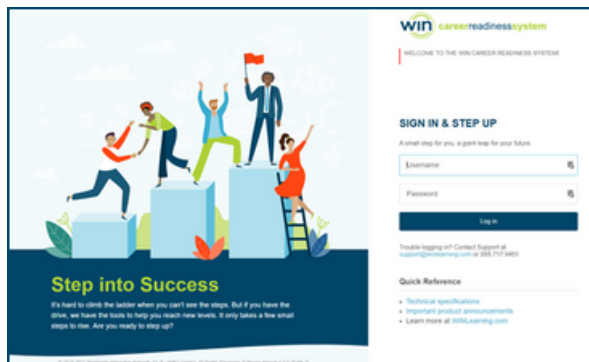 Step into Success
It's hard to climb the ladder when you can't see the steps. But if you have the
drive, we have the tools to help you reach new levels. It only takes a few small
steps to rise. Are you ready to step up?
win careerreadinesssystem
WELCOME TO THE WIN CAREER READINESS SYSTEM!
SIGN IN & STEP UP
A small step for you, a giant leap for your future
Username
Password
Log in
Trouble logging in? Contact Support at
support@winlearning.com or 888.717.9461
Quick Reference
Technical specifications
Important product announcements
Learn more at WINLearning.com